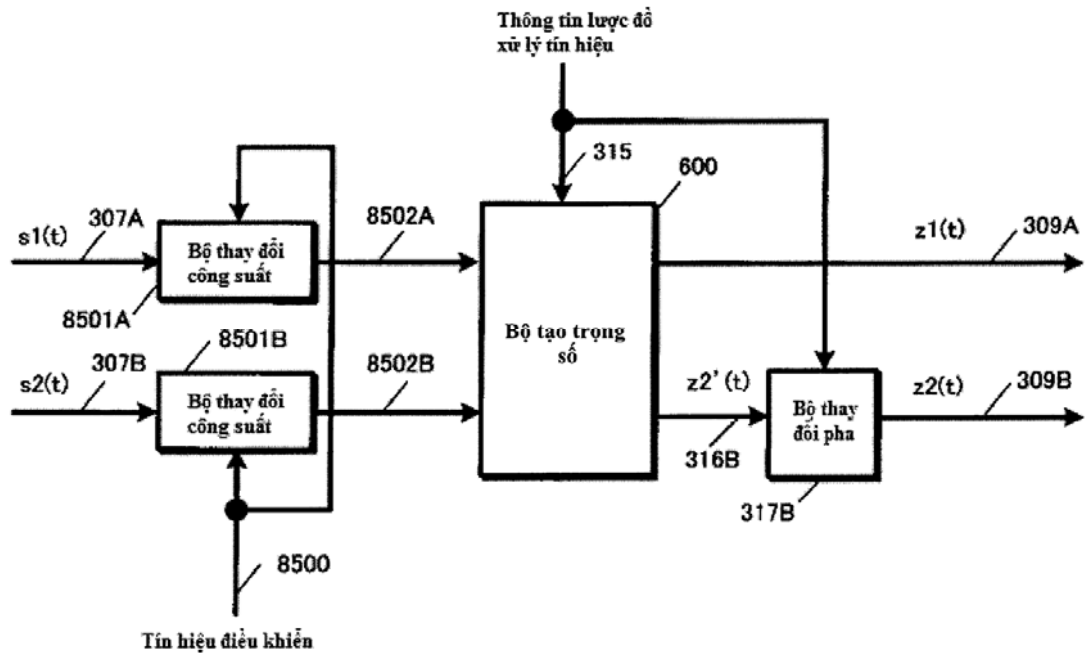 Thông tin lược đồ
xử lý tín hiệu
315
600
s1(t)
307A
Bộ thay đổi
công suất
8501A
8502A
z1(t)
309A
Bộ tạo trọng
số
s2(t)
307B
8501B
Bộ thay đổi
công suất
8502B
z2'(t)
316B
Bộ thay
đổi pha
317B
z2(t)
309B
8500
Tín hiệu điều khiển